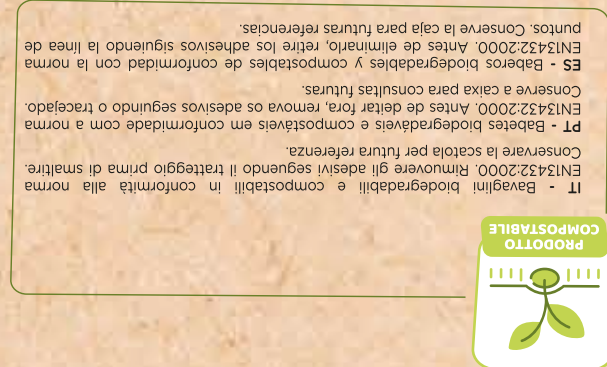 PRODOTTO
COMPOSTABILE
IT - Bavaglini biodegradabili e compostabili in conformità alla norma
EN13432:2000. Rimuovere gli adesivi seguendo il tratteggio prima di smaltire.
Conservare la scatola per futura referenza.
PT - Babetes biodegradáveis e compostáveis em conformidade com a norma
EN13432:2000. Antes de deitar fora, remova os adesivos seguindo o tracejado.
Conserve a caixa para consultas futuras.
ES - Baberos biodegradables y compostables de conformidad con la norma
EN13432:2000. Antes de eliminarlo, retire los adhesivos siguiendo la línea de
puntos. Conserve la caja para futuras referencias.